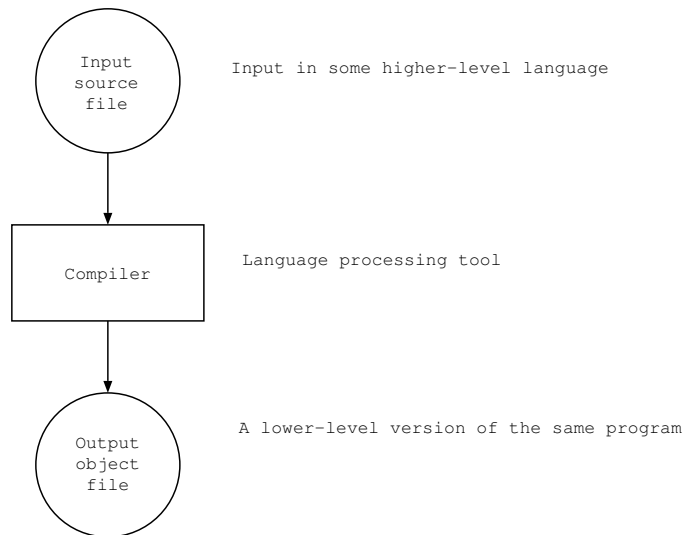 Input
source
file
Input in some higher-level language
Compiler
Language processing tool
Output
object
file
A lower-level version of the same program